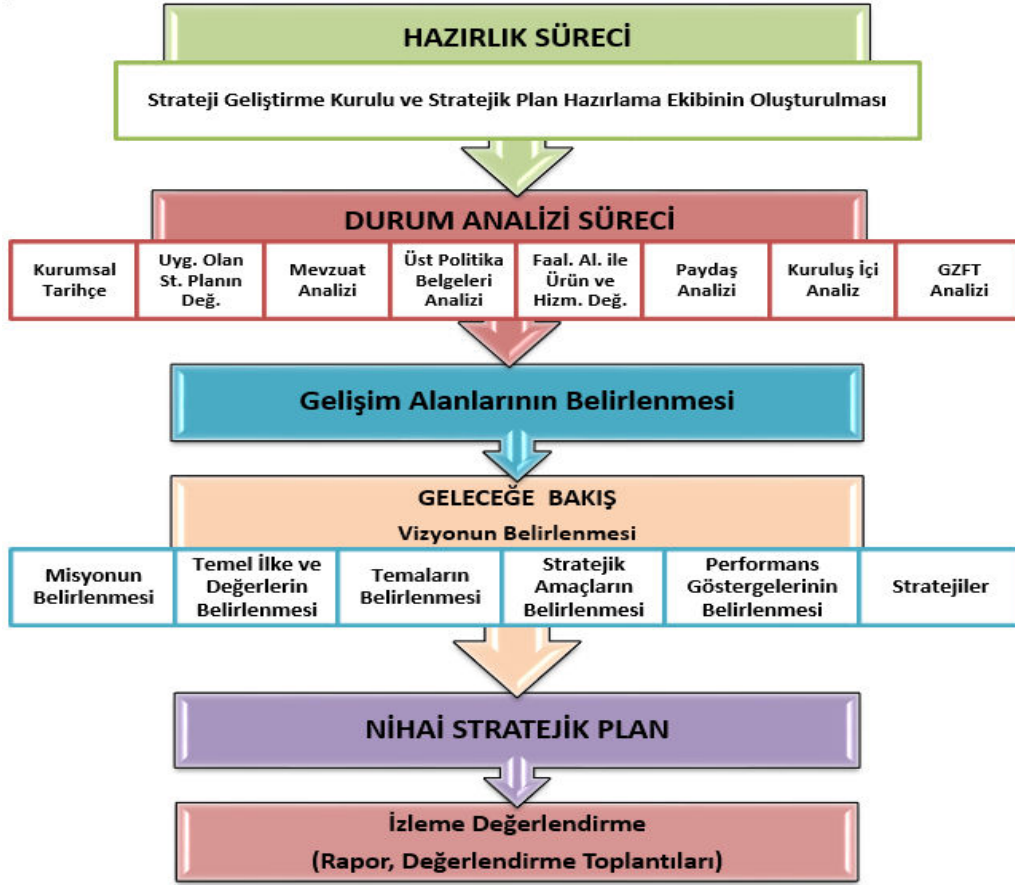 HAZIRLIK SÜRECİ
Strateji Geliştirme Kurulu ve Stratejik Plan Hazırlama Ekibinin Oluşturulması
DURUM ANALİZİ SÜRECİ
Kurumsal
Tarihçe
Uyg. Olan
St. Planın
Değ.
Mevzuat
Analizi
Üst Politika
Belgeleri
Analizi
Faal. Al. ile
Ürün ve
Hizm. Değ.
Paydaş
Analizi
Kuruluş İçi
Analiz
GZFT
Analizi
Gelişim Alanlarının Belirlenmesi
GELECEĞE BAKIŞ
Vizyonun Belirlenmesi
Misyonun
Belirlenmesi
Temel İlke ve
Değerlerin
Belirlenmesi
Temaların
Belirlenmesi
Stratejik
Amaçların
Belirlenmesi
Performans
Göstergelerinin
Belirlenmesi
Stratejiler
NİHAİ STRATEJİK PLAN
İzleme Değerlendirme
(Rapor, Değerlendirme Toplantıları)